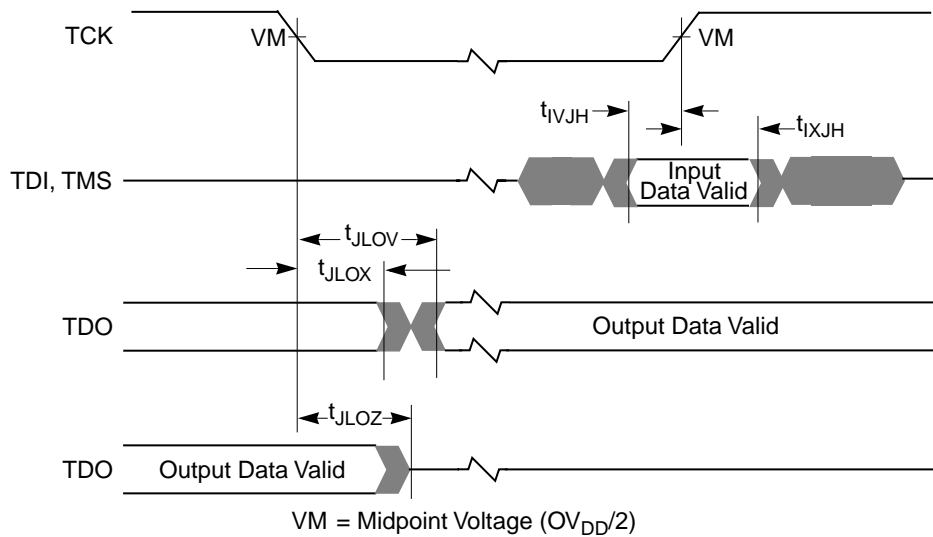 TCK
VM
VM
tIVJH
tIXJH
TDI, TMS
Input
Data Valid
tJLOV
tJLOX
TDO
Output Data Valid
tJLOZ
TDO
Output Data Valid
VM = Midpoint Voltage (OVDD/2)